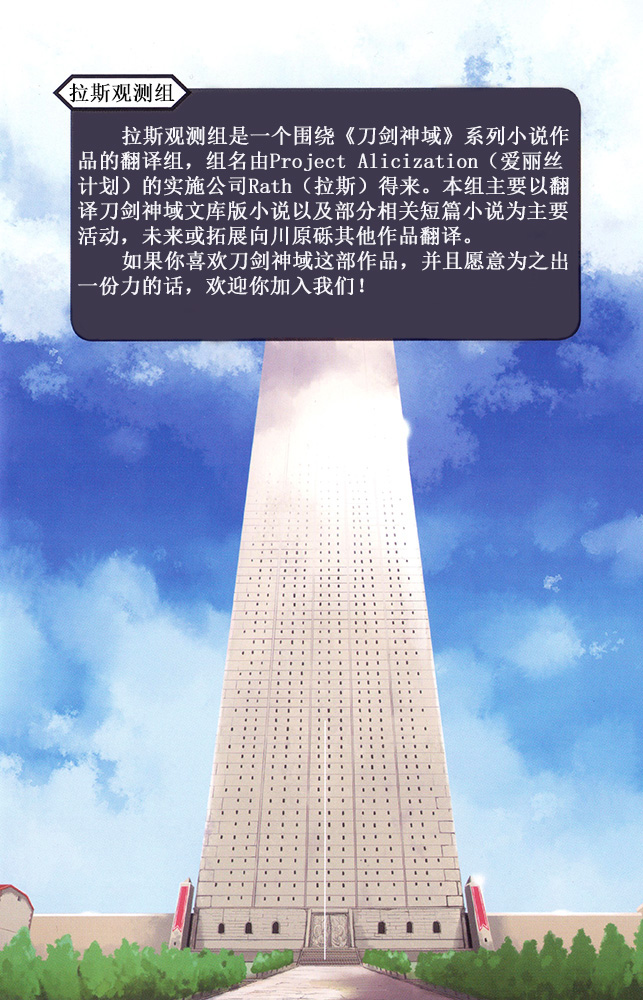 拉斯观测组
拉斯观测组是一个围绕《刀剑神域》系列小说作
品的翻译组，组名由Project Alicization（爱丽丝
计划）的实施公司Rath（拉斯）得来。本组主要以翻
译刀剑神域文库版小说以及部分相关短篇小说为主要
活动，未来或拓展向川原砾其他作品翻译。
如果你喜欢刀剑神域这部作品，并且愿意为之出
一份力的话，欢迎你加入我们！